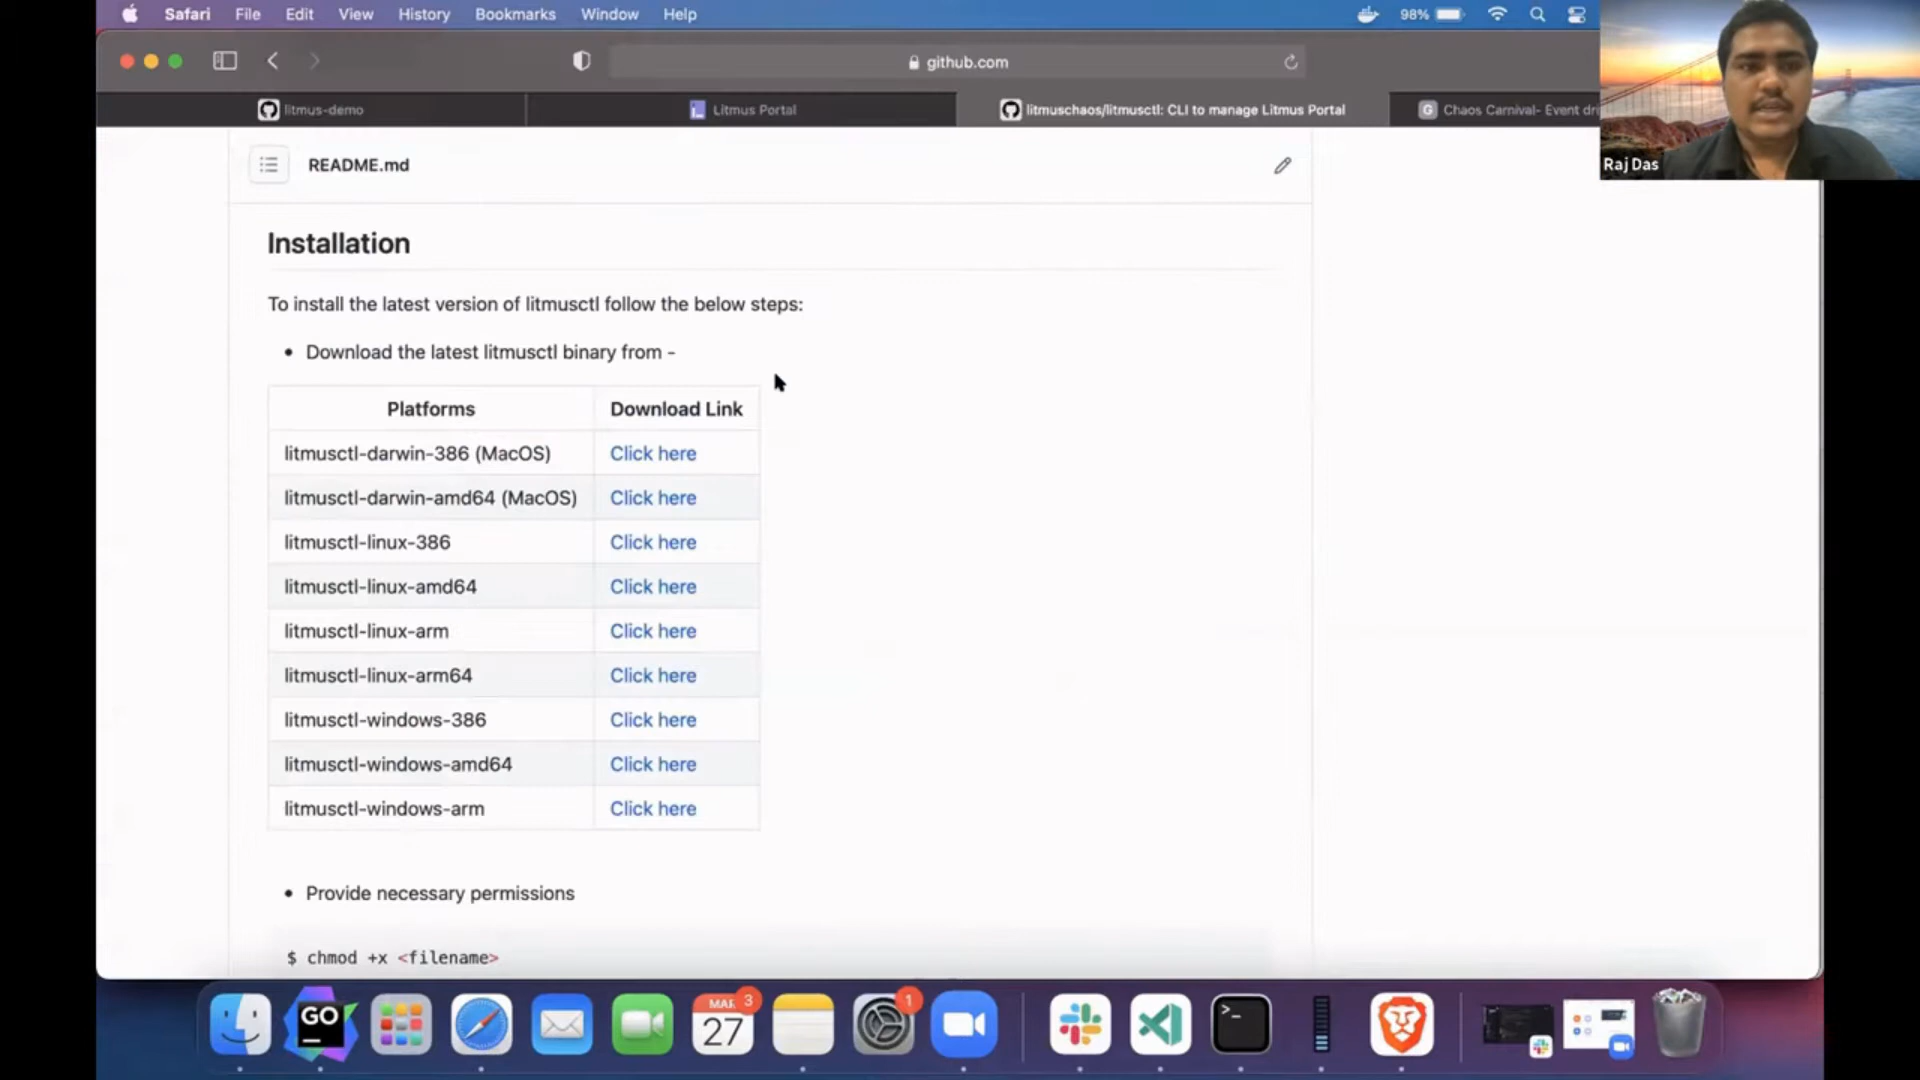 Safari File Edit View History Bookmarks Window Help 98%
github.com
litmus-demo Litmus Portal litmuschaos/litmusctl: CLI to manage Litmus Portal Chaos Carnival- Event
Raj Das
README.md
Installation
To install the latest version of litmusctl follow the below steps:
• Download the latest litmusctl binary from -
Platforms Download Link
litmusctl-darwin-386 (MacOS) Click here
litmusctl-darwin-amd64 (MacOS) Click here
litmusctl-linux-386 Click here
litmusctl-linux-amd64 Click here
litmusctl-linux-arm Click here
litmusctl-linux-arm64 Click here
litmusctl-windows-386 Click here
litmusctl-windows-amd64 Click here
litmusctl-windows-arm Click here
• Provide necessary permissions
$ chmod +x <filename>
GO
MAR 3
27
1
>_